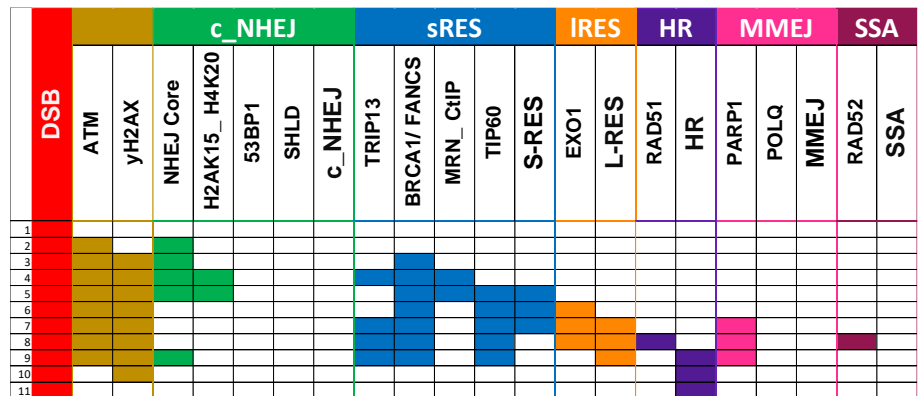 c_NHEJ sRES lRES HR MMEJ SSA
DSB
ATM
yH2AX
NHEJ Core
H2AK15_ H4K20
53BP1
SHLD
c_NHEJ
TRIP13
BRCA1/ FANCS
MRN_ CtIP
TIP60
S-RES
EXO1
L-RES
RAD51
HR
PARP1
POLQ
MMEJ
RAD52
SSA
1
2
3
4
5
6
7
8
9
10
11